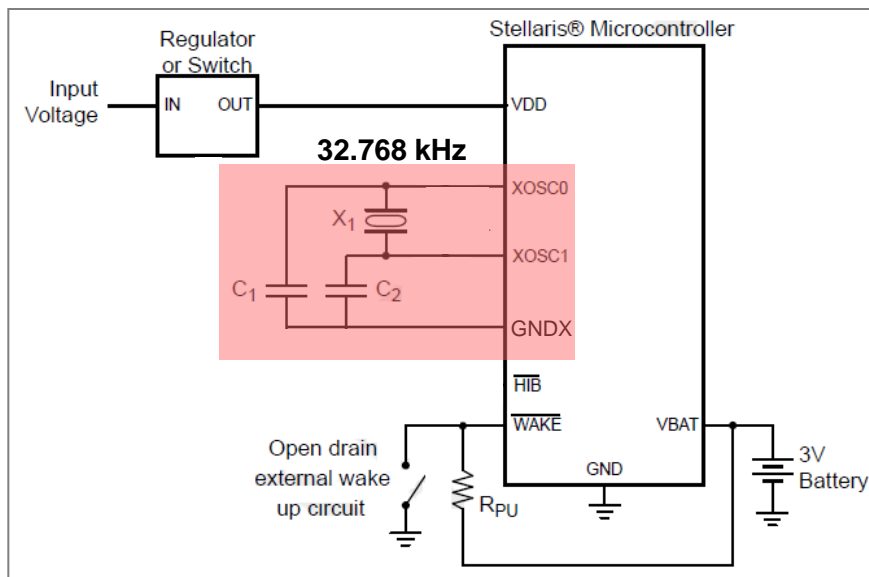 Stellaris® Microcontroller
Regulator
or Switch
Input
Voltage
IN
OUT
VDD
32.768 kHz
XOSC0
X1
XOSC1
C1
C2
GNDX
HIB
WAKE
VBAT
Open drain
external wake
up circuit
RPU
GND
3V
Battery